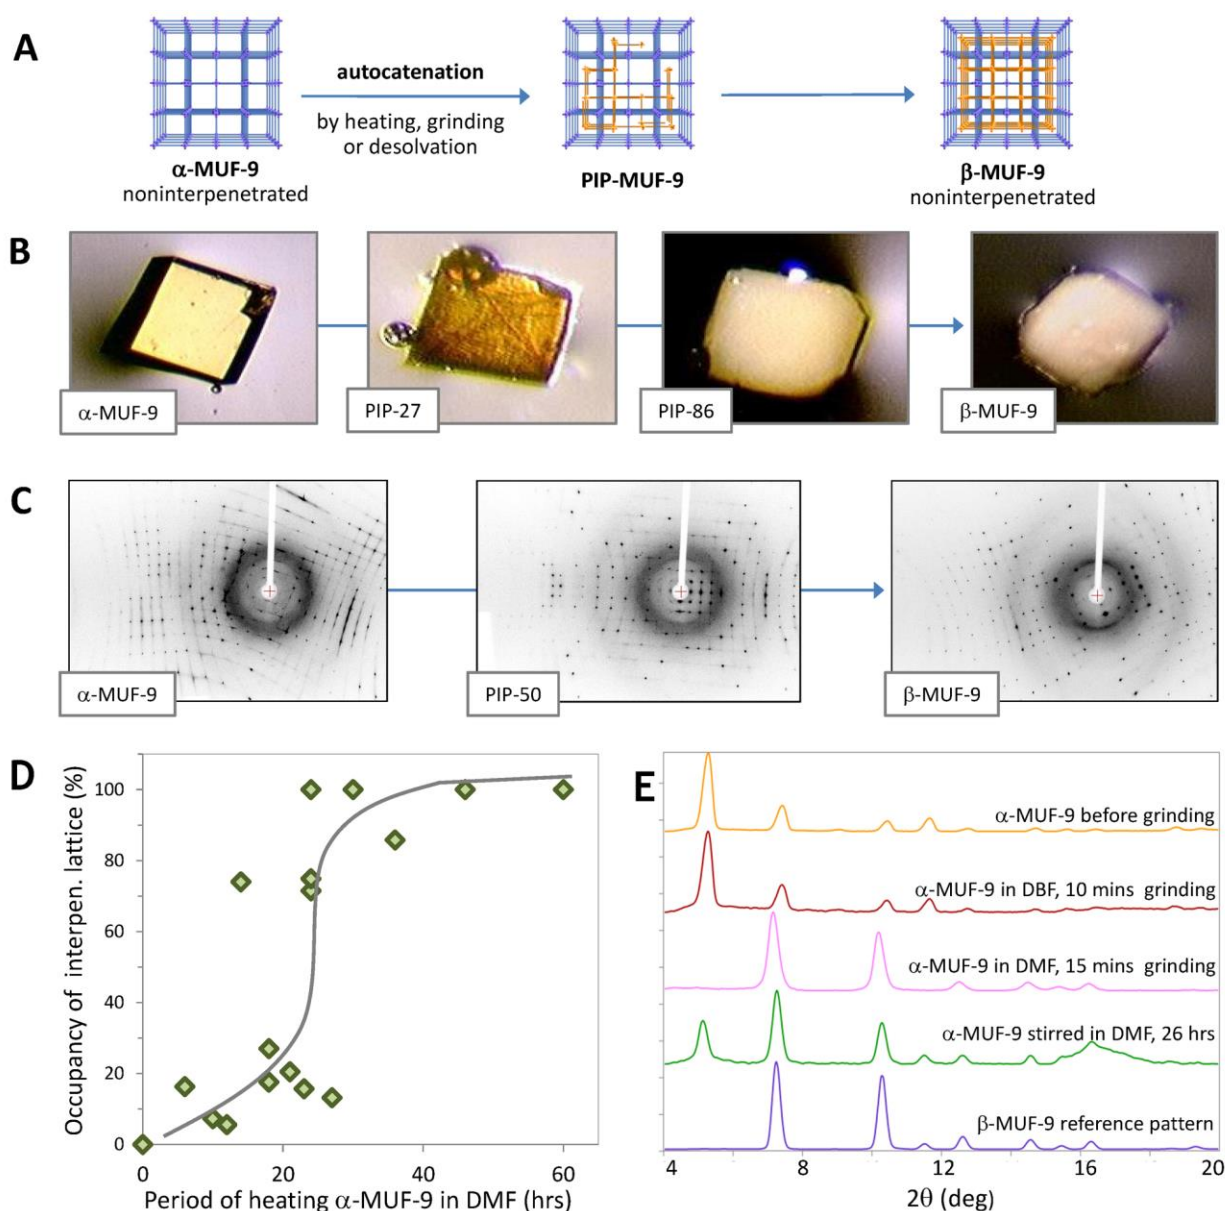 A
autocatenation
by heating, grinding
or desolvation
α-MUF-9
noninterpenetrated
PIP-MUF-9
β-MUF-9
noninterpenetrated
B
α-MUF-9
PIP-27
PIP-86
β-MUF-9
C
α-MUF-9
PIP-50
β-MUF-9
D
Occupancy of interpen. lattice (%)
100
80
60
40
20
0
0 20 40 60
Period of heating α-MUF-9 in DMF (hrs)
E
α-MUF-9 before grinding
α-MUF-9 in DBF, 10 mins grinding
α-MUF-9 in DMF, 15 mins grinding
α-MUF-9 stirred in DMF, 26 hrs
β-MUF-9 reference pattern
4 8 12 16 20
2θ (deg)